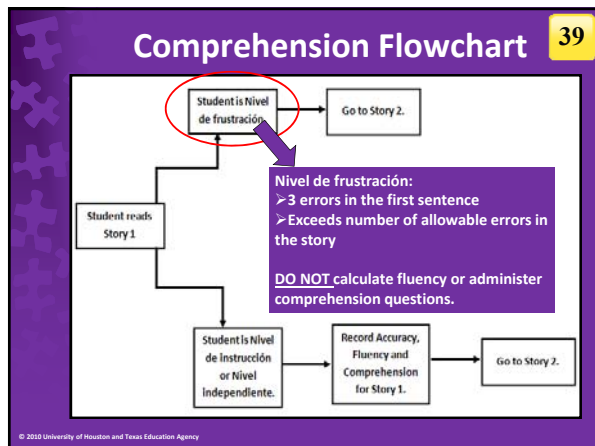 Comprehension Flowchart
39
Student is Nivel
de frustración.
Go to Story 2.
Nivel de frustración:
➢3 errors in the first sentence
➢Exceeds number of allowable errors in
the story
DO NOT calculate fluency or administer
comprehension questions.
Student reads
Story 1
Student is Nivel
de instrucción
or Nivel
independiente.
Record Accuracy,
Fluency and
Comprehension
for Story 1.
Go to Story 2.
© 2010 University of Houston and Texas Education Agency